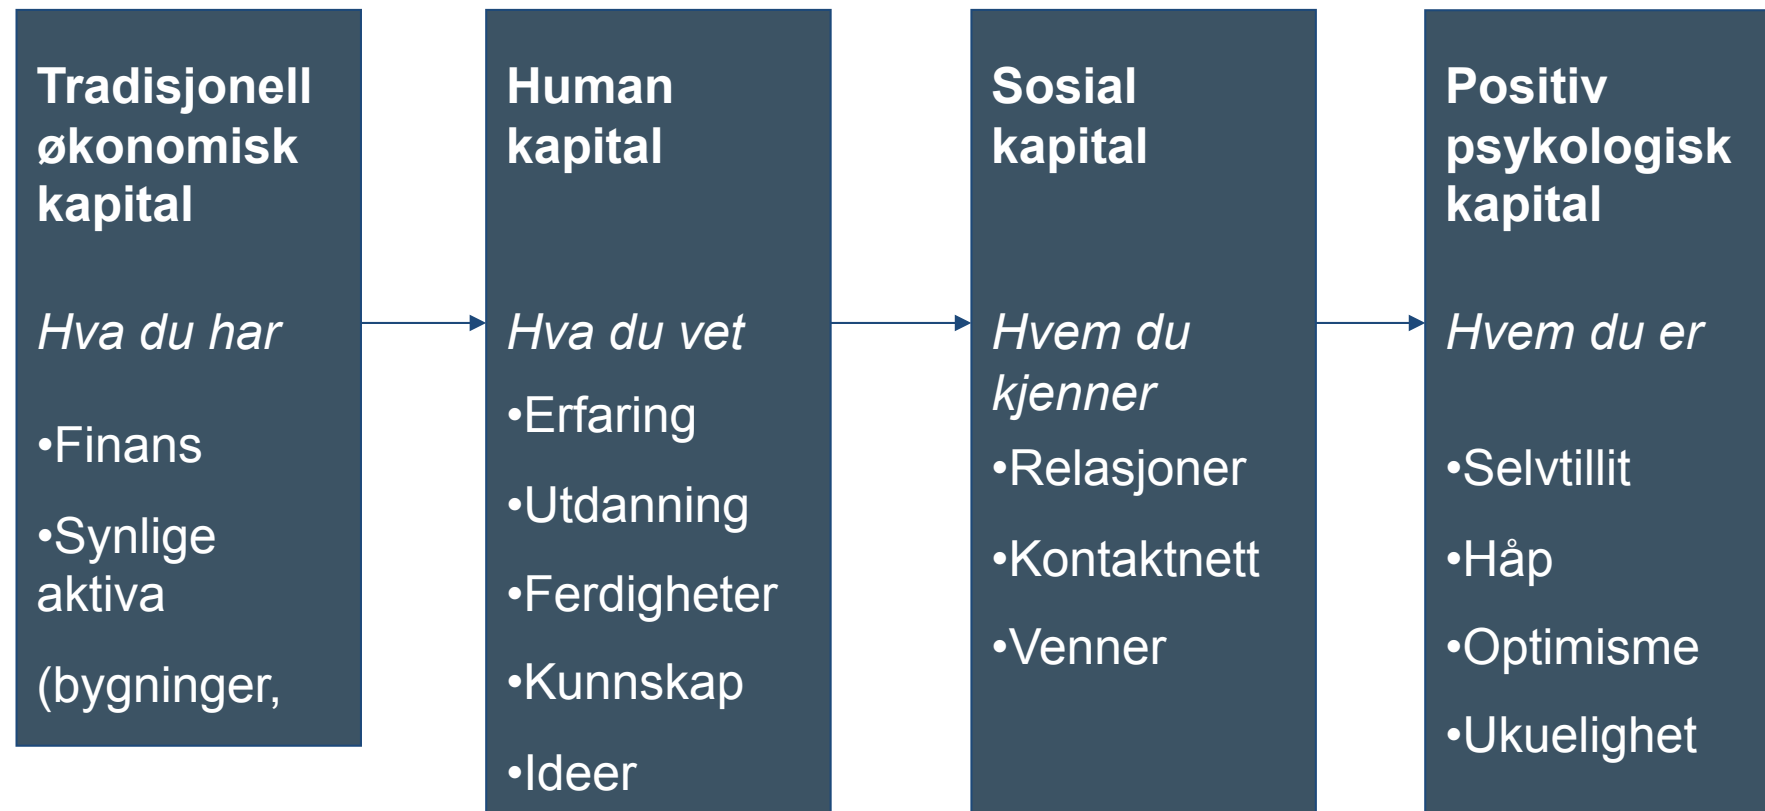 Tradisjonell
økonomisk
kapital
Hva du har
•Finans
•Synlige
aktiva
(bygninger,
Human
kapital
Hva du vet
•Erfaring
•Utdanning
•Ferdigheter
•Kunnskap
•Ideer
Sosial
kapital
Hvem du
kjenner
•Relasjoner
•Kontaktnett
•Venner
Positiv
psykologisk
kapital
Hvem du er
•Selvtillit
•Håp
•Optimisme
•Ukuelighet